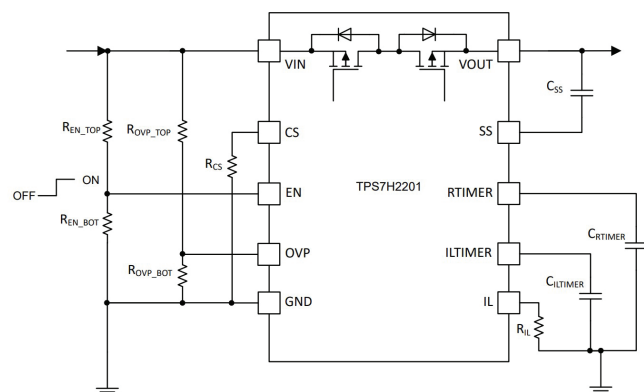 VIN
VOUT
C_SS
R_EN_TOP
R_OVP_TOP
CS
SS
R_CS
TPS7H2201
ON
OFF
EN
RTIMER
R_EN_BOT
C_RTIMER
OVP
ILTIMER
R_OVP_BOT
C_ILTIMER
GND
IL
R_IL